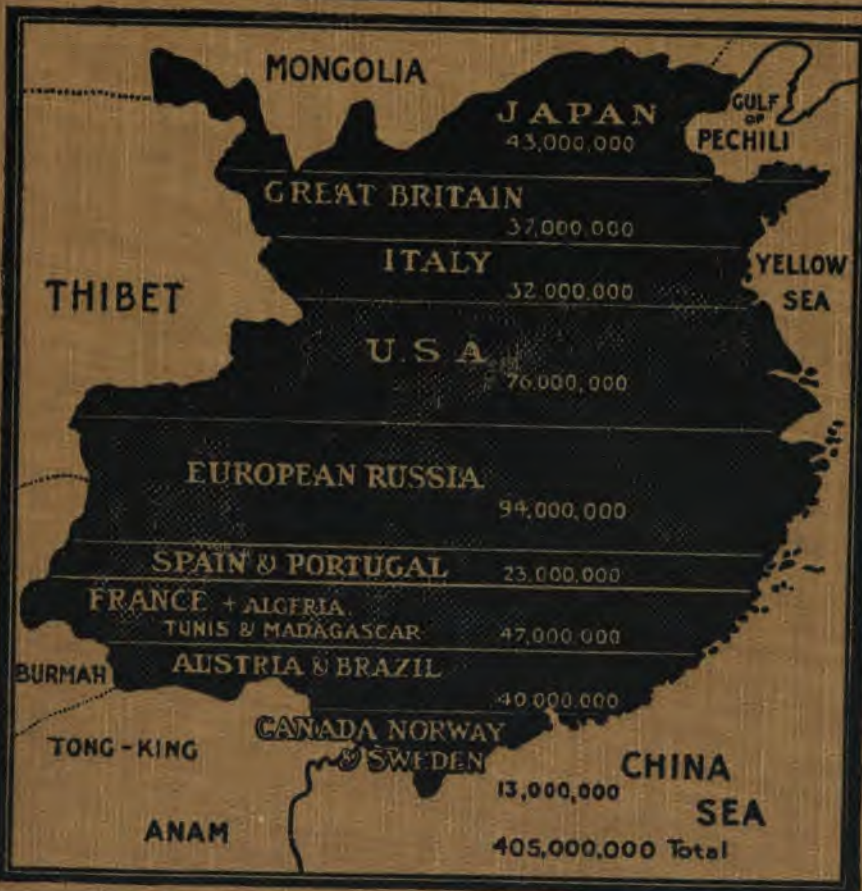 MONGOLIA
JAPAN
43,000,000
GULF
OF
PECHILI
GREAT BRITAIN
37,000,000
ITALY
32,000,000
YELLOW
SEA
THIBET
U.S.A.
76,000,000
EUROPEAN RUSSIA
94,000,000
SPAIN & PORTUGAL 23,000,000
FRANCE + ALGERIA.
TUNIS & MADAGASCAR 47,000,000
AUSTRIA & BRAZIL
40,000,000
BURMAH
CANADA NORWAY
& SWEDEN
TONG-KING
CHINA
SEA
13,000,000
ANAM
405,000,000 Total